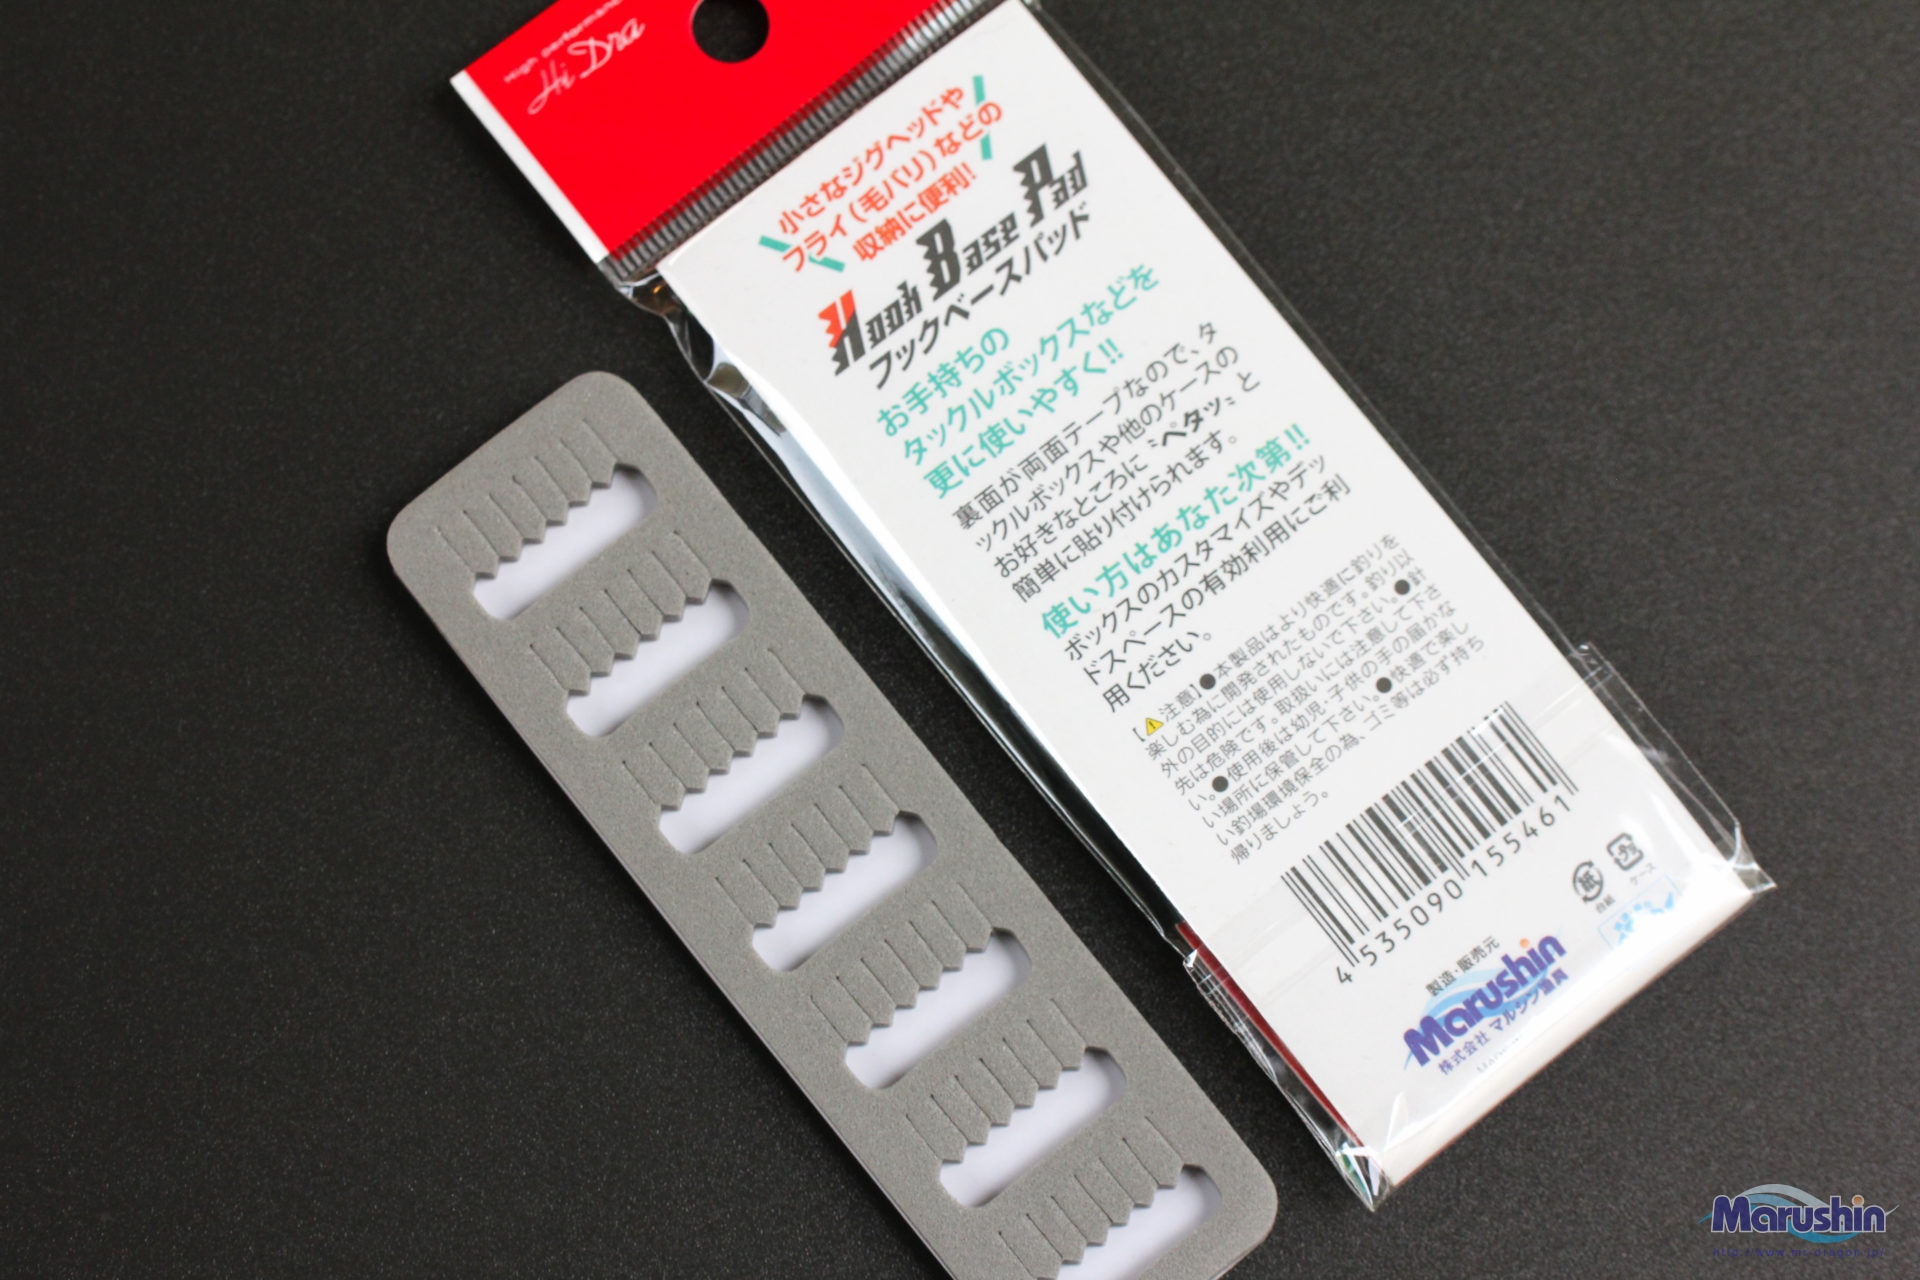 High performance
Hi Dra
小さなジグヘッドや
フライ(毛バリ)などの
収納に便利!
Hook Base Pad
フックベースパッド
お手持ちの
タックルボックスなどを
更に使いやすく!!
裏面が両面テープなので、タ
ックルボックスや他のケースの
お好きなところに〝ペタッ〟と
簡単に貼り付けられます。
使い方はあなた次第!!
ボックスのカスタマイズやデッ
ドスペースの有効利用にご利
用ください。
【⚠注意】●本製品はより快適に釣りを
楽しむ為に開発されたものです。釣り以
外の目的には使用しないで下さい。●針
先は危険です。取扱いには注意して下さ
い。●使用後は幼児・子供の手の届かな
い場所に保管して下さい。●快適で楽し
い釣場環境保全の為、ゴミ等は必ず持ち
帰りましょう。
4 535090 155461
紙
台紙
プラ
ケース
製造・販売元
Marushin
株式会社 マルシン漁具
Marushin